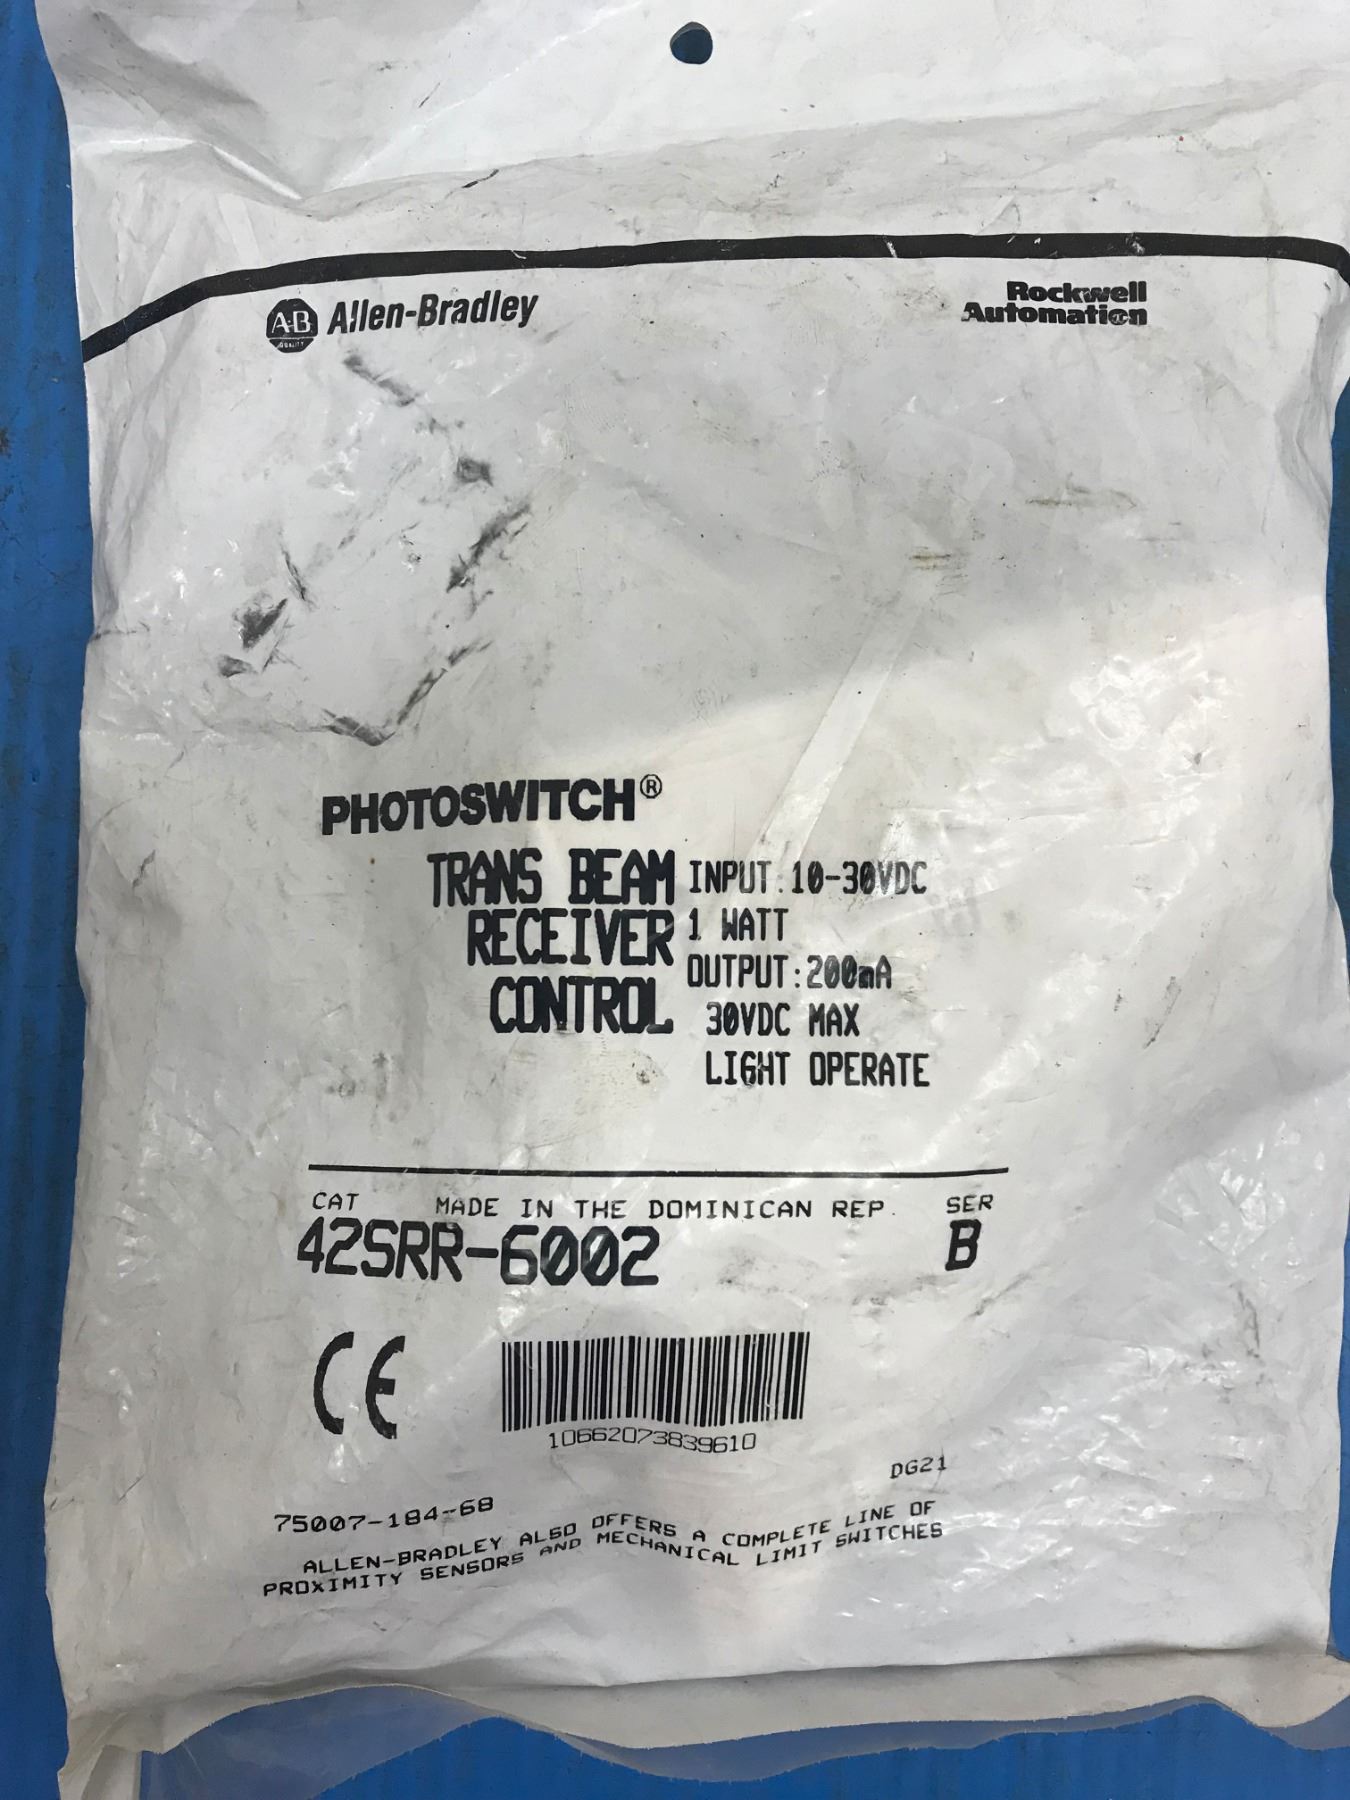 A-B
QUALITY
Allen-Bradley
Rockwell
Automation
PHOTOSWITCH®
TRANS BEAM
RECEIVER
CONTROL
INPUT:10-30VDC
1 WATT
OUTPUT:200mA
30VDC MAX
LIGHT OPERATE
CAT MADE IN THE DOMINICAN REP. SER
42SRR-6002 B
CE
10662073839610
DG21
75007-184-68
ALLEN-BRADLEY ALSO OFFERS A COMPLETE LINE OF
PROXIMITY SENSORS AND MECHANICAL LIMIT SWITCHES